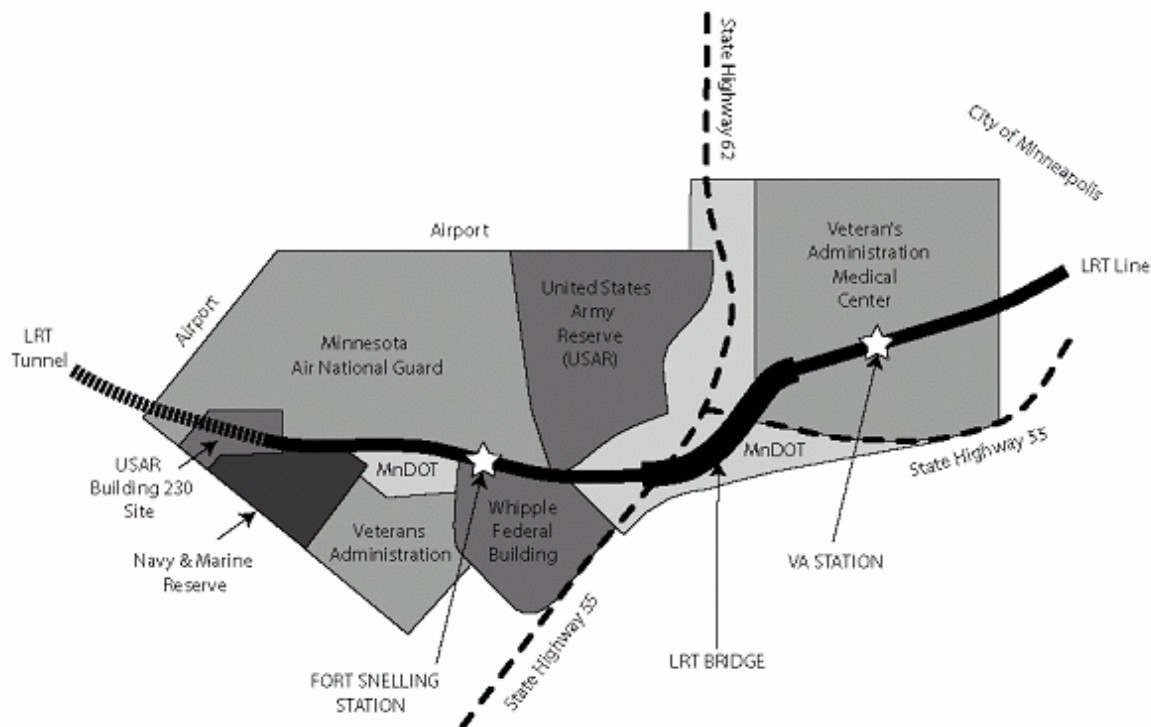 State Highway 62
City of Minneapolis
Airport
Veteran's
Administration
Medical
Center
LRT Line
United States
Army
Reserve
(USAR)
Airport
LRT
Tunnel
Minnesota
Air National Guard
MnDOT
MnDOT
State Highway 55
USAR
Building 230
Site
Whipple
Federal
Building
Veterans
Administration
Navy & Marine
Reserve
VA STATION
State Highway 55
LRT BRIDGE
FORT SNELLING
STATION